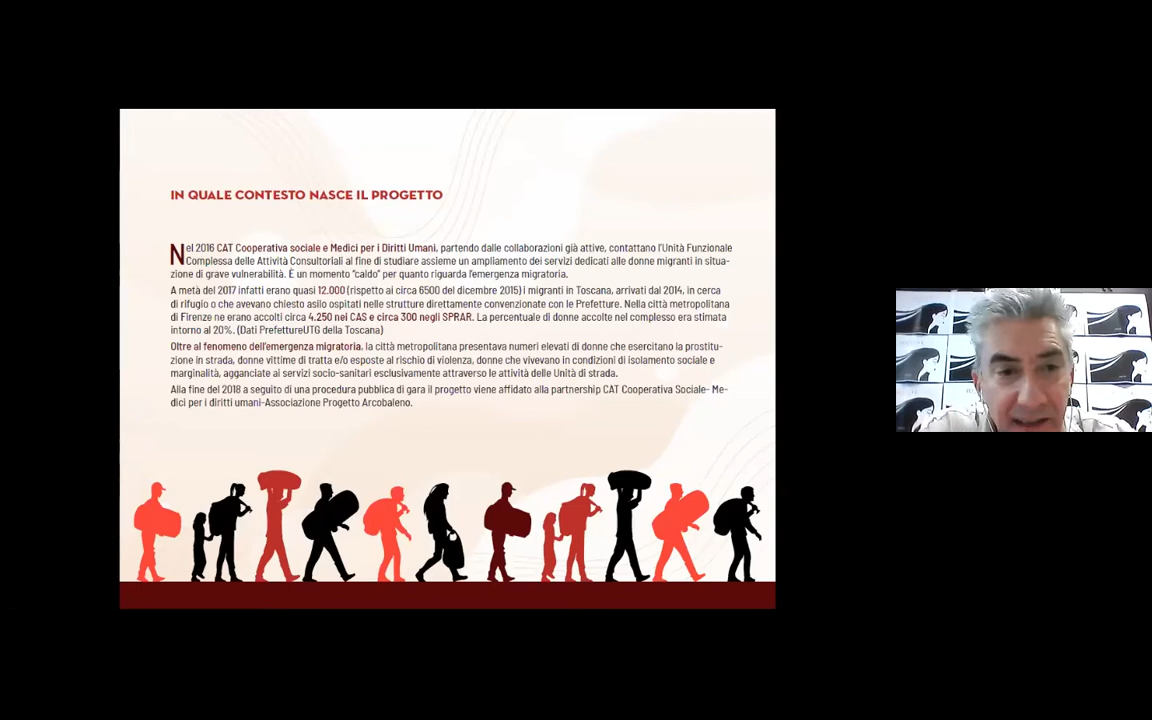 IN QUALE CONTESTO NASCE IL PROGETTO
Nel 2016 CAT Cooperativa sociale e Medici per i Diritti Umani, partendo dalle collaborazioni già attive, contattano l'Unità Funzionale
Complessa delle Attività Consultoriali al fine di studiare assieme un ampliamento dei servizi dedicati alle donne migranti in situa-
zione di grave vulnerabilità. È un momento "caldo" per quanto riguarda l'emergenza migratoria.
A metà del 2017 infatti erano quasi 12.000 (rispetto ai circa 6500 del dicembre 2015) i migranti in Toscana, arrivati dal 2014, in cerca
di rifugio o che avevano chiesto asilo ospitati nelle strutture direttamente convenzionate con le Prefetture. Nella città metropolitana
di Firenze ne erano accolti circa 4.250 nei CAS e circa 300 negli SPRAR. La percentuale di donne accolte nel complesso era stimata
intorno al 20%. (Dati PrefettureUTG della Toscana)
Oltre al fenomeno dell'emergenza migratoria, la città metropolitana presentava numeri elevati di donne che esercitano la prostitu-
zione in strada, donne vittime di tratta e/o esposte al rischio di violenza, donne che vivevano in condizioni di isolamento sociale e
marginalità, agganciate ai servizi socio-sanitari esclusivamente attraverso le attività delle Unità di strada.
Alla fine del 2018 a seguito di una procedura pubblica di gara il progetto viene affidato alla partnership CAT Cooperativa Sociale- Me-
dici per i diritti umani-Associazione Progetto Arcobaleno.